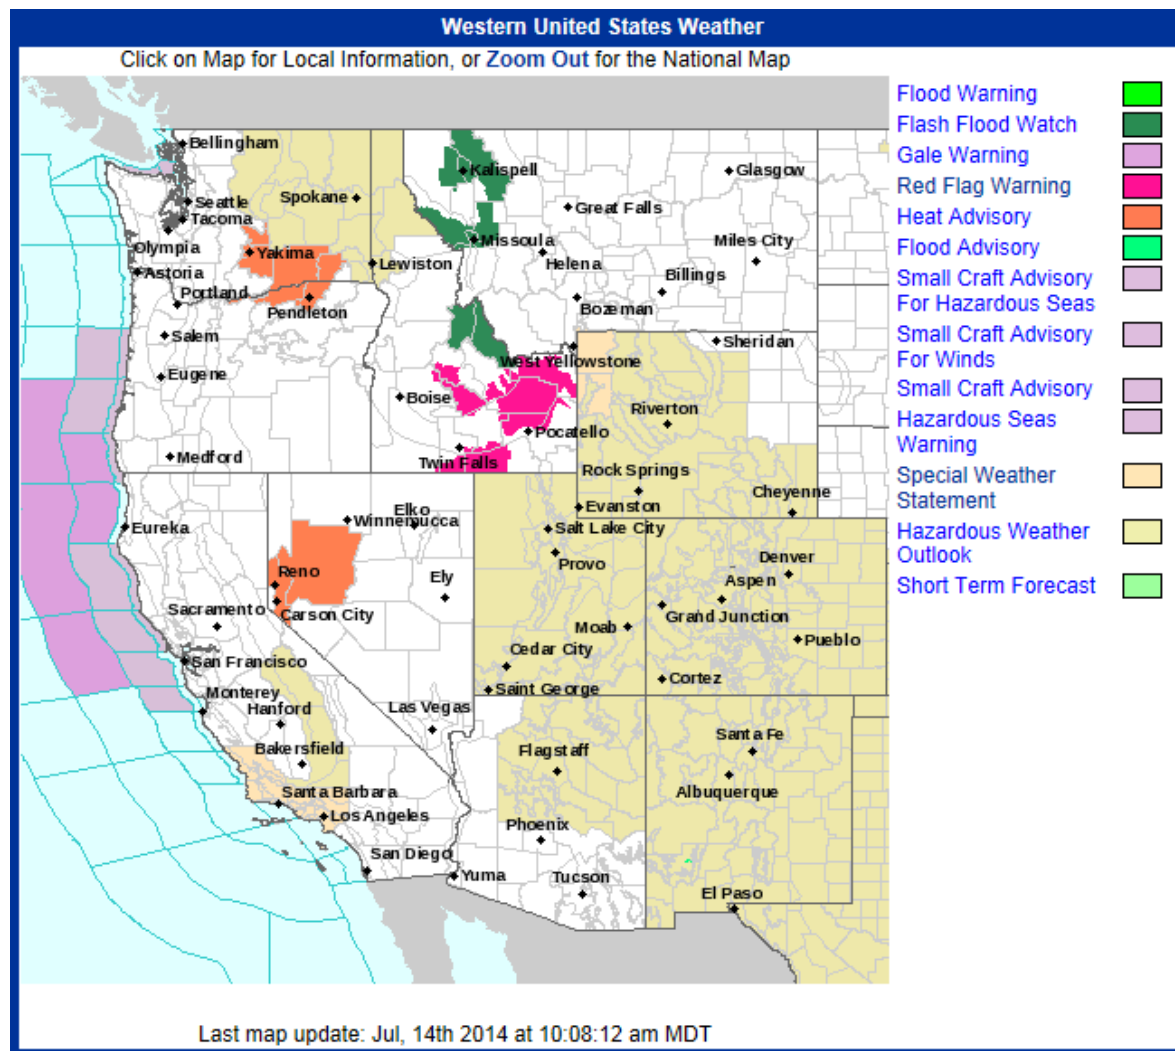 Western United States Weather
Click on Map for Local Information, or Zoom Out for the National Map
Flood Warning
Flash Flood Watch
Gale Warning
Red Flag Warning
Heat Advisory
Flood Advisory
Small Craft Advisory
For Hazardous Seas
Small Craft Advisory
For Winds
Small Craft Advisory
Hazardous Seas
Warning
Special Weather
Statement
Hazardous Weather
Outlook
Short Term Forecast
Bellingham
Kalispell
Glasgow
Spokane
Seattle
Great Falls
Tacoma
Olympia
Yakima
Missoula
Miles City
Helena
Lewiston
Astoria
Billings
Portland
Pendleton
Bozeman
Salem
Sheridan
West Yellowstone
Eugene
Boise
Riverton
Pocatello
Medford
Twin Falls
Rock Springs
Cheyenne
Evanston
Elko
Winnemucca
Eureka
Salt Lake City
Denver
Provo
Reno
Ely
Aspen
Sacramento
Carson City
Grand Junction
Moab
Pueblo
Cedar City
San Francisco
Cortez
Saint George
Monterey
Hanford
Las Vegas
Santa Fe
Bakersfield
Flagstaff
Albuquerque
Santa Barbara
Los Angeles
Phoenix
San Diego
Yuma
Tucson
El Paso
Last map update: Jul, 14th 2014 at 10:08:12 am MDT